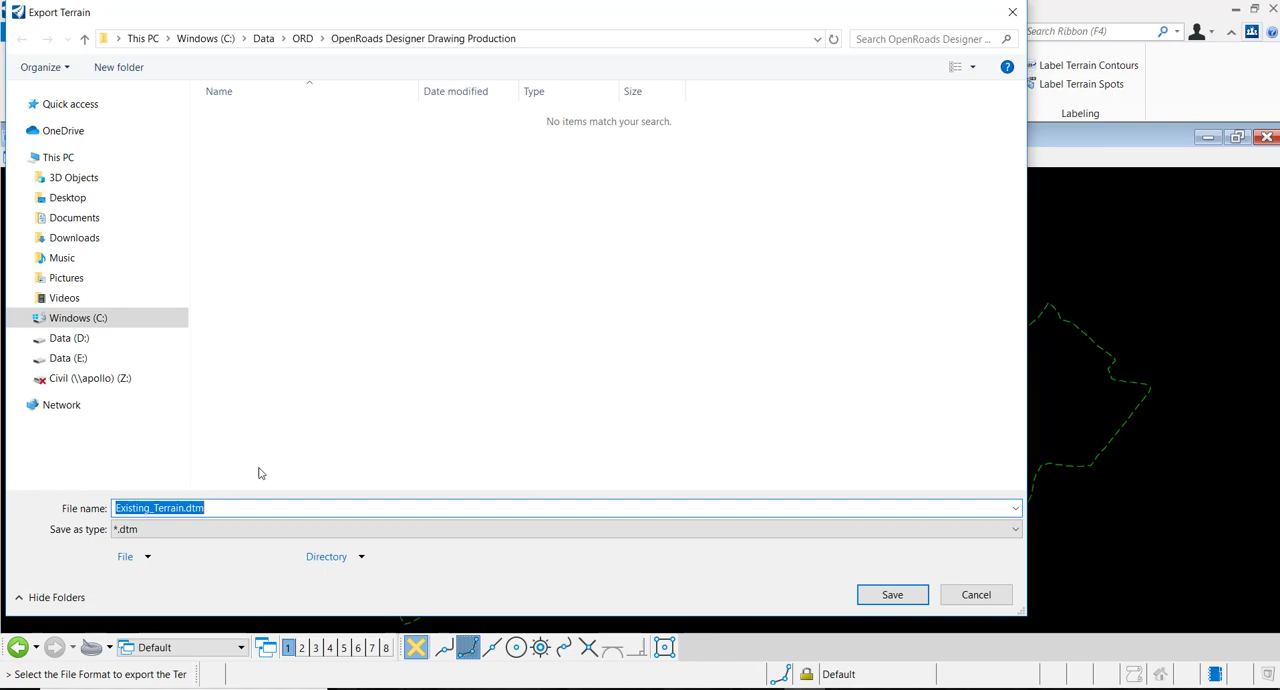 Export Terrain
This PC > Windows (C:) > Data > ORD > OpenRoads Designer Drawing Production
Search OpenRoads Designer ...
Search Ribbon (F4)
Organize
New folder
Label Terrain Contours
Label Terrain Spots
Labeling
Name
Date modified
Type
Size
No items match your search.
Quick access
OneDrive
This PC
3D Objects
Desktop
Documents
Downloads
Music
Pictures
Videos
Windows (C:)
Data (D:)
Data (E:)
Civil (\\apollo) (Z:)
Network
File name: Existing_Terrain.dtm
Save as type: *.dtm
File
Directory
Hide Folders
Save
Cancel
Default
1 2 3 4 5 6 7 8
> Select the File Format to export the Ter
Default